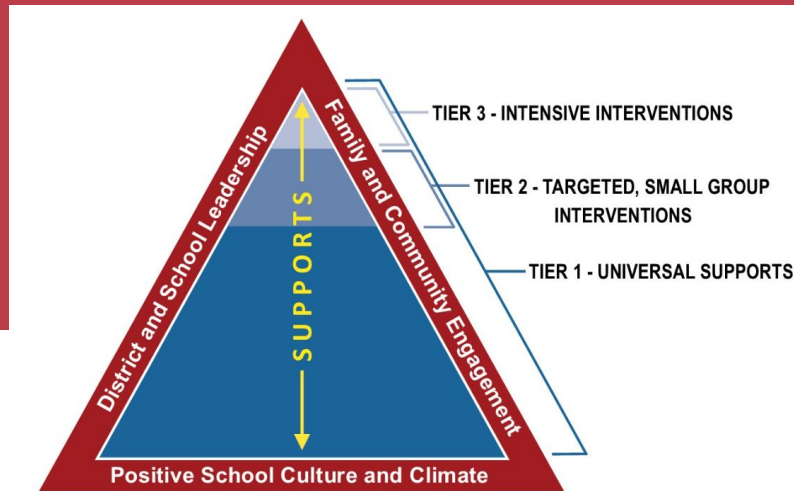 District and School Leadership
Family and Community Engagement
SUPPORTS
Positive School Culture and Climate
TIER 3 - INTENSIVE INTERVENTIONS
TIER 2 - TARGETED, SMALL GROUP
INTERVENTIONS
TIER 1 - UNIVERSAL SUPPORTS